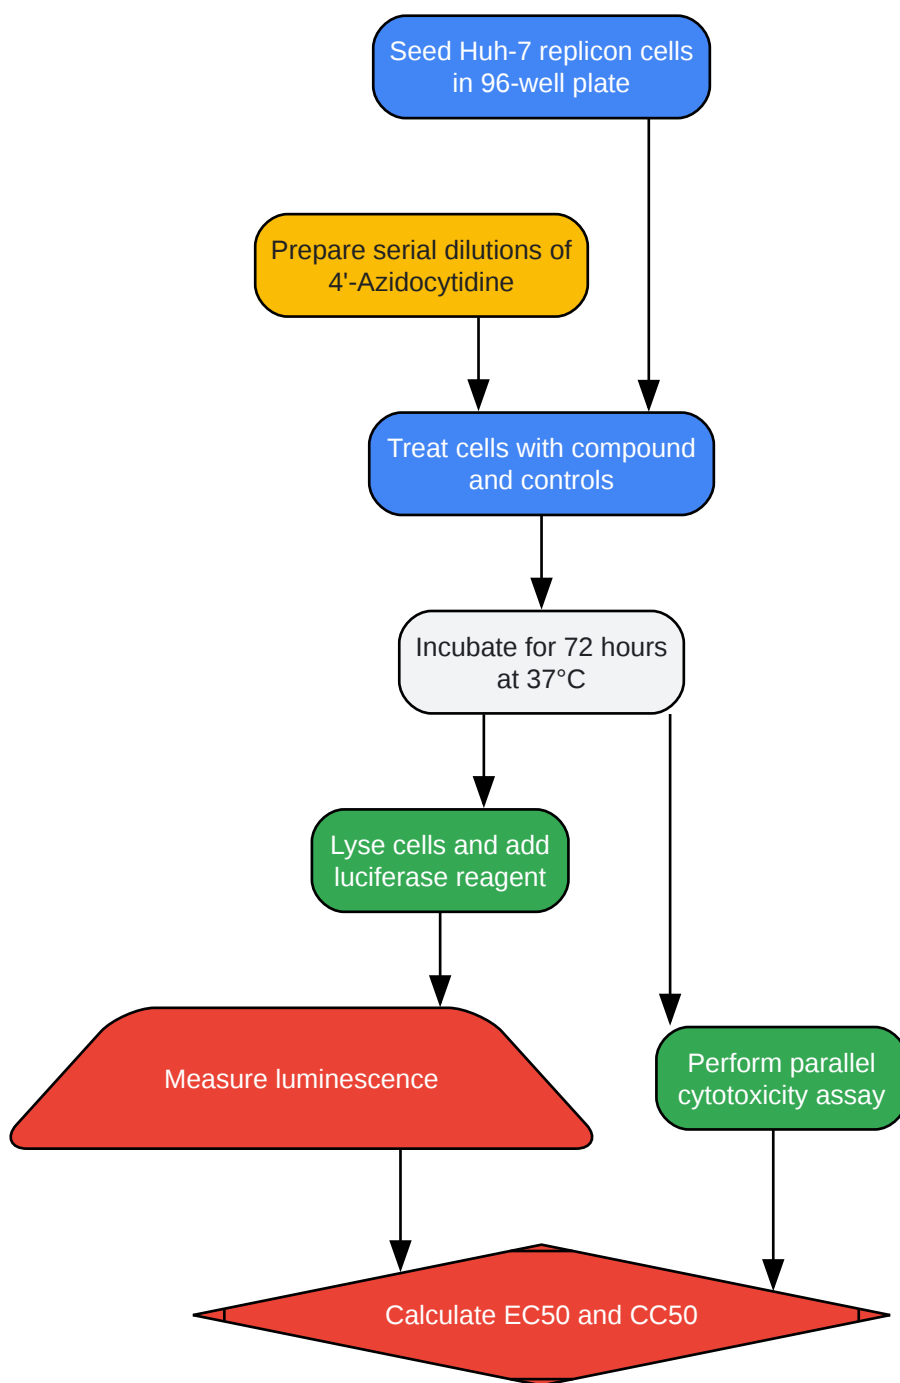 Seed Huh-7 replicon cells
in 96-well plate
Prepare serial dilutions of
4'-Azidocytidine
Treat cells with compound
and controls
Incubate for 72 hours
at 37°C
Lyse cells and add
luciferase reagent
Measure luminescence
Perform parallel
cytotoxicity assay
Calculate EC50 and CC50